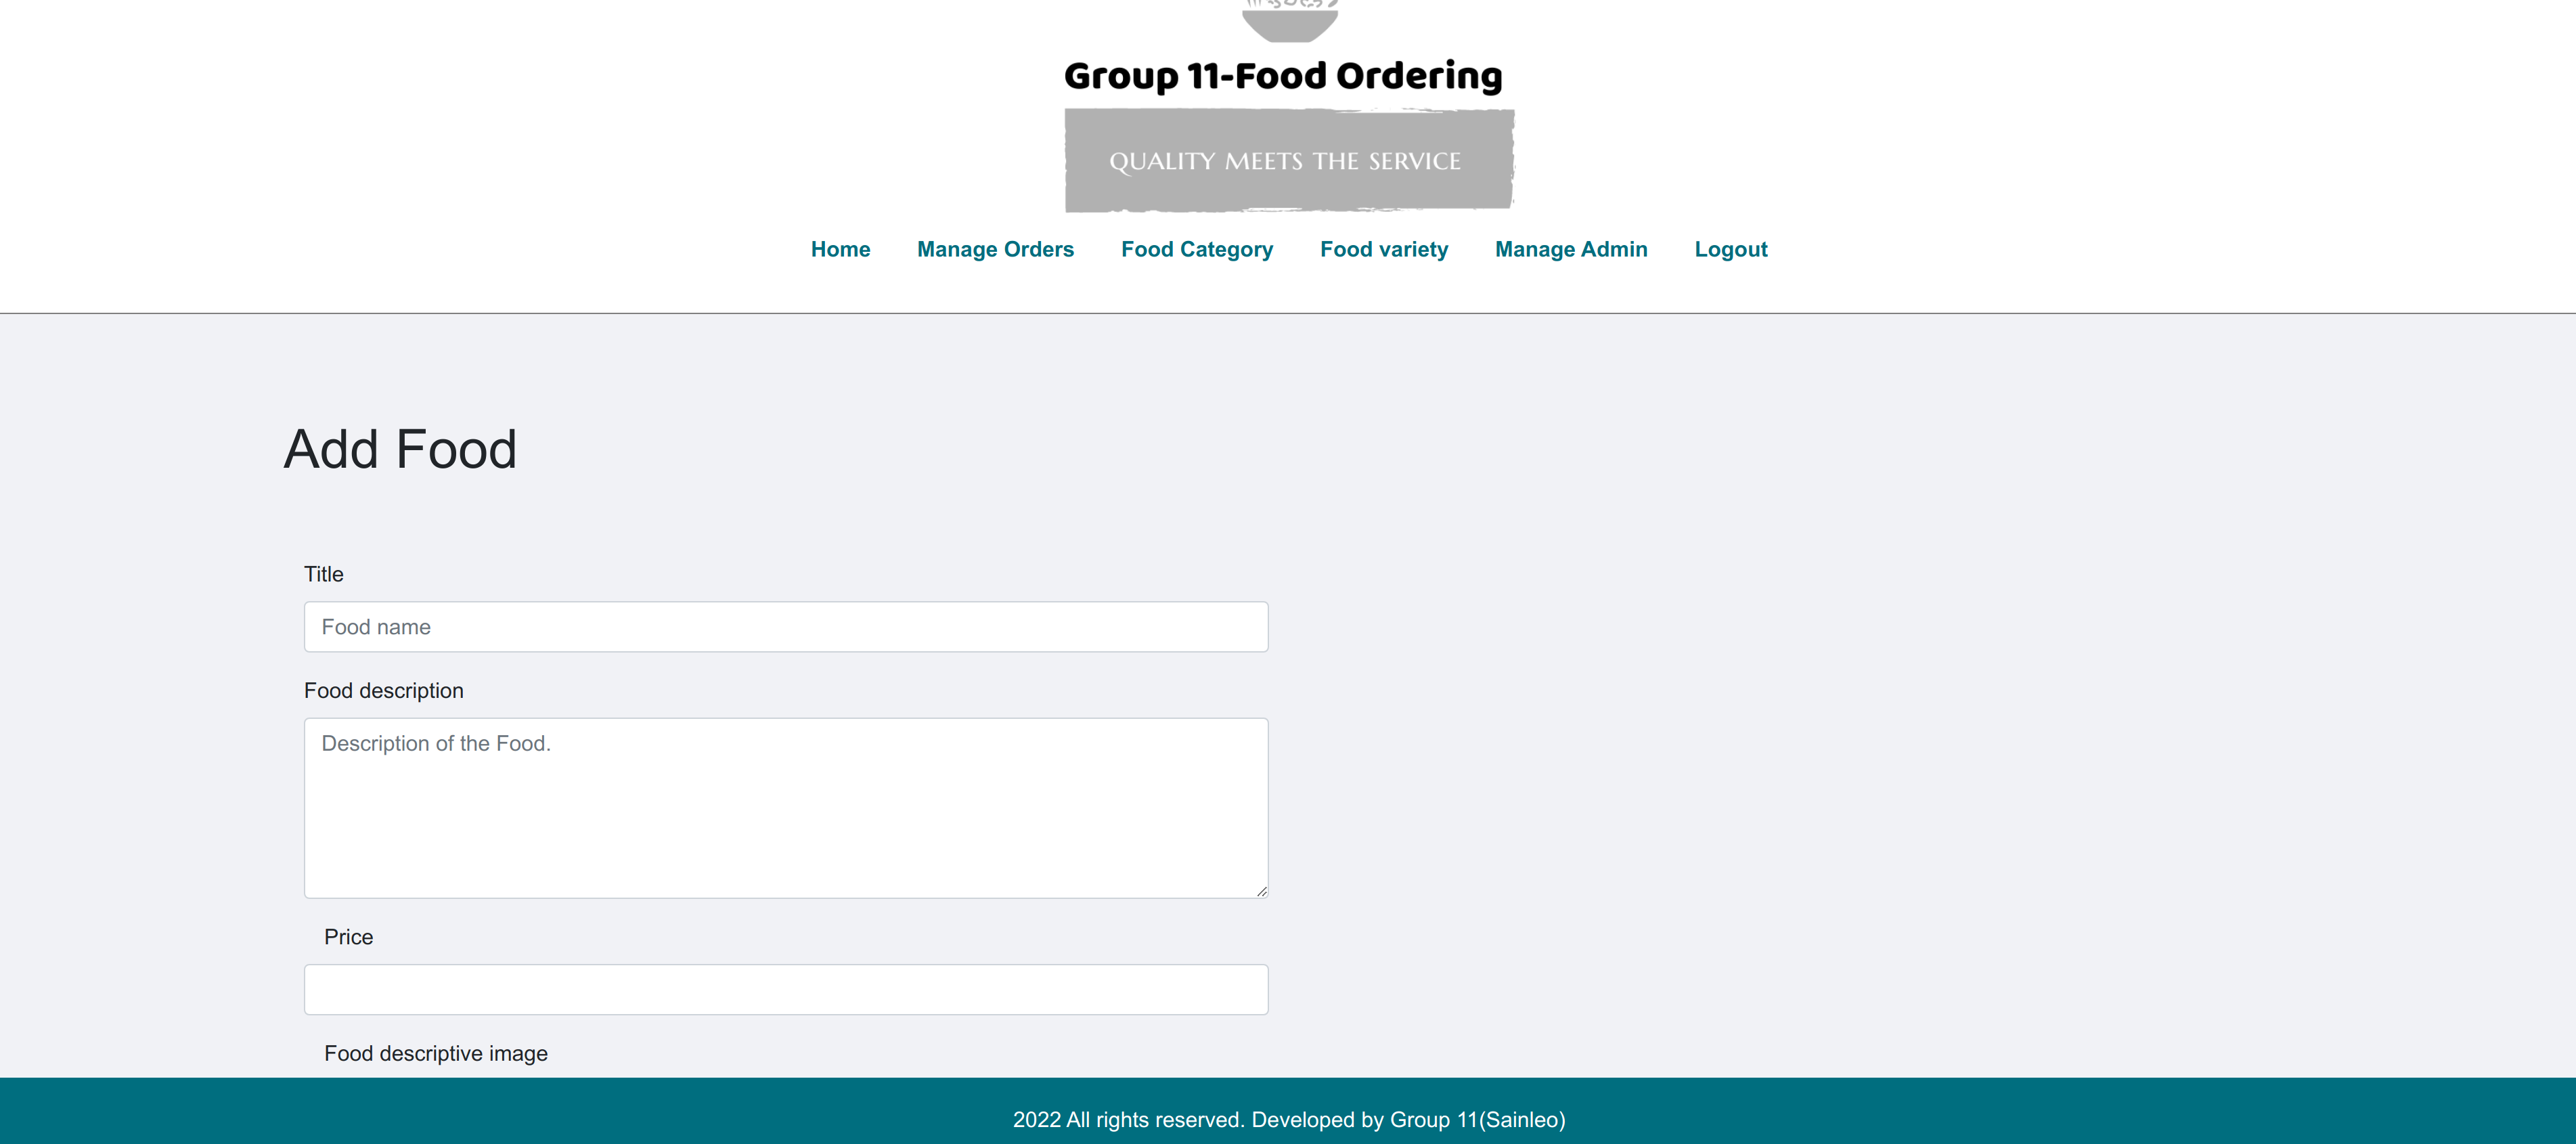 Group 11-Food Ordering
QUALITY MEETS THE SERVICE
Home Manage Orders Food Category Food variety Manage Admin Logout
Add Food
Title
Food name
Food description
Description of the Food.
Price
Food descriptive image
2022 All rights reserved. Developed by Group 11(Sainleo)